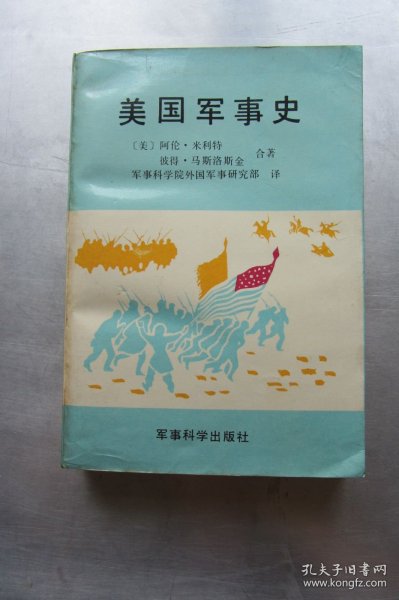 美国军事史
〔美〕阿伦·米利特
彼得·马斯洛斯金 合著
军事科学院外国军事研究部 译
军事科学出版社
孔夫子旧书网
www.kongfz.com